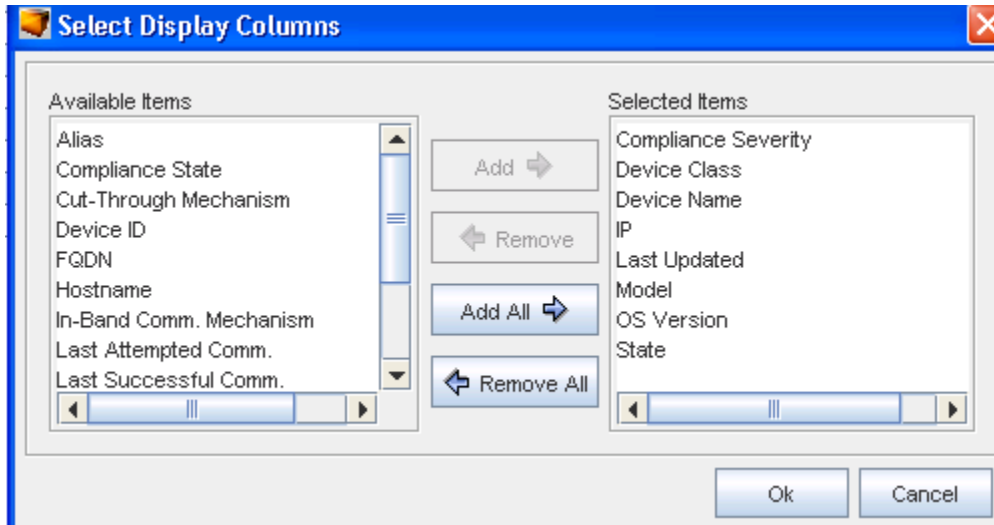 Select Display Columns
Available Items
Alias
Compliance State
Cut-Through Mechanism
Device ID
FQDN
Hostname
In-Band Comm. Mechanism
Last Attempted Comm.
Last Successful Comm.
Add
Remove
Add All
Remove All
Selected Items
Compliance Severity
Device Class
Device Name
IP
Last Updated
Model
OS Version
State
Ok
Cancel